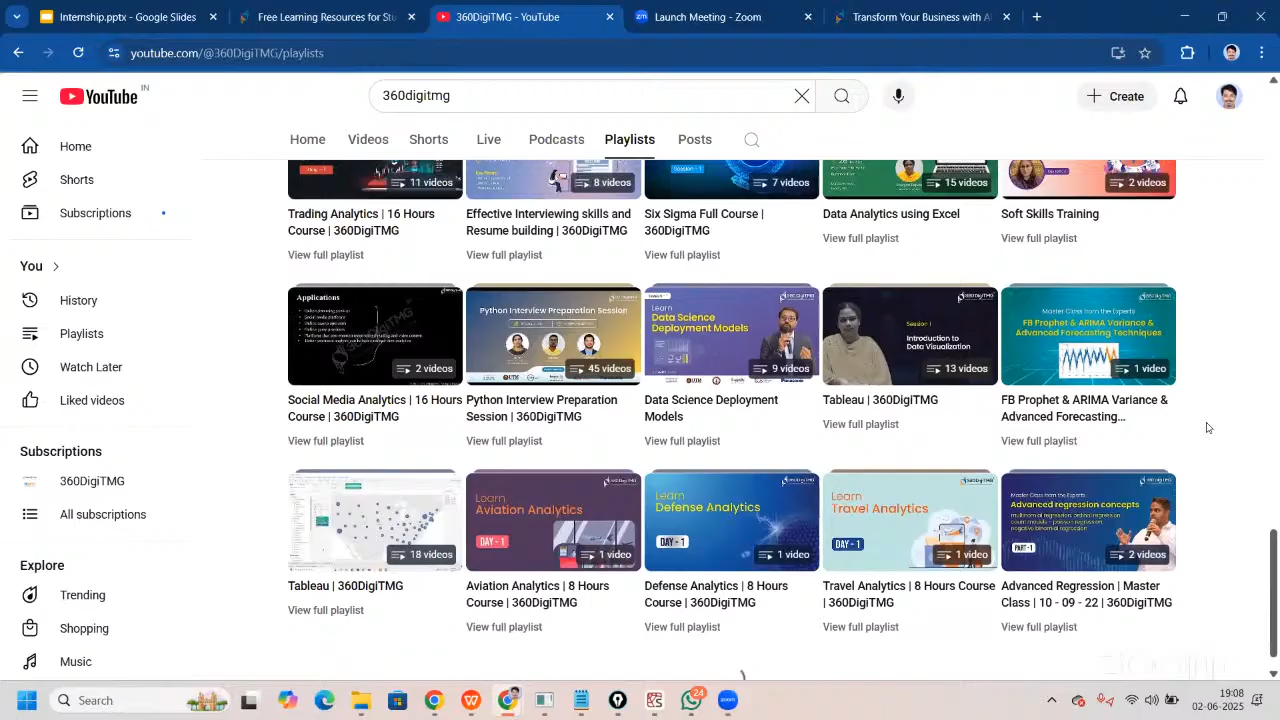 Internship.pptx - Google Slides
Free Learning Resources for Stu
360DigiTMG - YouTube
Launch Meeting - Zoom
Transform Your Business with AI
youtube.com/@360DigiTMG/playlists
YouTube IN
360digitmg
Create
Home Videos Shorts Live Podcasts Playlists Posts
Home
Shorts
Subscriptions
You
History
Playlists
Watch Later
Liked videos
Subscriptions
360DigiTMG
All subscriptions
Explore
Trending
Shopping
Music
11 videos
Trading Analytics | 16 Hours
Course | 360DigiTMG
View full playlist
8 videos
Effective Interviewing skills and
Resume building | 360DigiTMG
View full playlist
7 videos
Six Sigma Full Course |
360DigiTMG
View full playlist
15 videos
Data Analytics using Excel
View full playlist
2 videos
Soft Skills Training
View full playlist
Applications
2 videos
Social Media Analytics | 16 Hours
Course | 360DigiTMG
View full playlist
Python Interview Preparation Session
45 videos
Python Interview Preparation
Session | 360DigiTMG
View full playlist
Learn
Data Science
Deployment Models
9 videos
Data Science Deployment
Models
View full playlist
Session - 1
Introduction to
Data Visualization
13 videos
Tableau | 360DigiTMG
View full playlist
Master Class from the Experts
FB Prophet & ARIMA Variance &
Advanced Forecasting Techniques
1 video
FB Prophet & ARIMA Variance &
Advanced Forecasting...
View full playlist
18 videos
Tableau | 360DigiTMG
View full playlist
Learn
Aviation Analytics
DAY - 1
1 video
Aviation Analytics | 8 Hours
Course | 360DigiTMG
View full playlist
Learn
Defense Analytics
DAY - 1
1 video
Defense Analytics | 8 Hours
Course | 360DigiTMG
View full playlist
Learn
Travel Analytics
DAY - 1
1 video
Travel Analytics | 8 Hours Course
| 360DigiTMG
View full playlist
Master Class from the Experts
Advanced regression concepts
PART-1
2 videos
Advanced Regression | Master
Class | 10 - 09 - 22 | 360DigiTMG
View full playlist
Search
24
19:08
02-06-2025